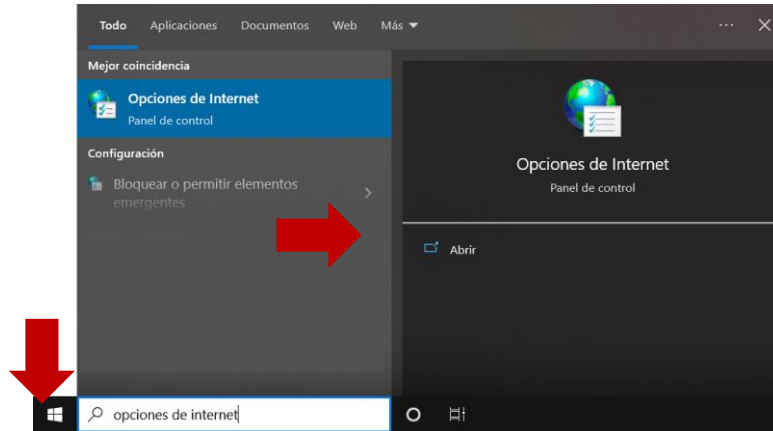 Todo Aplicaciones Documentos Web Más
Mejor coincidencia
Opciones de Internet
Panel de control
Configuración
Bloquear o permitir elementos
emergentes
Opciones de Internet
Panel de control
Abrir
opciones de internet